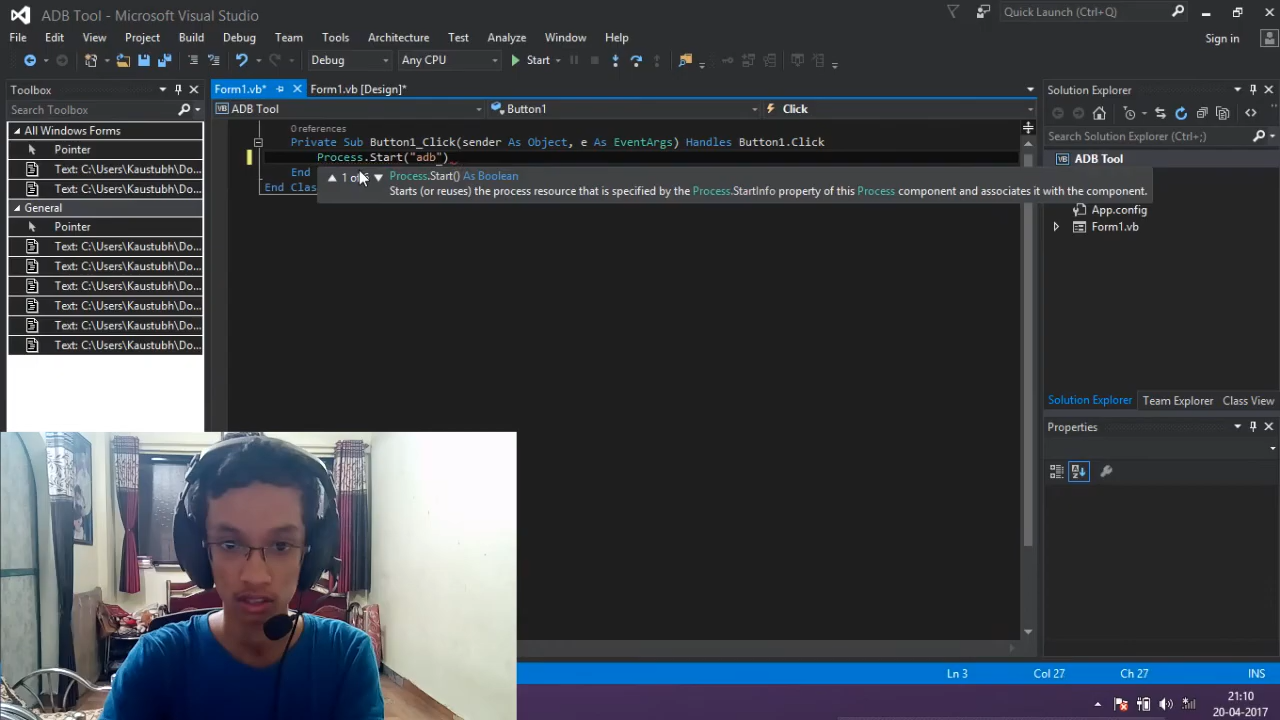 ADB Tool - Microsoft Visual Studio
Quick Launch (Ctrl+Q)
File Edit View Project Build Debug Team Tools Architecture Test Analyze Window Help
Sign in
Debug Any CPU Start
Toolbox
Search Toolbox
All Windows Forms
Pointer
Text: C:\Users\Kaustubh\Do...
Text: C:\Users\Kaustubh\Do...
General
Pointer
Text: C:\Users\Kaustubh\Do...
Text: C:\Users\Kaustubh\Do...
Text: C:\Users\Kaustubh\Do...
Text: C:\Users\Kaustubh\Do...
Text: C:\Users\Kaustubh\Do...
Text: C:\Users\Kaustubh\Do...
Form1.vb* Form1.vb [Design]*
ADB Tool Button1 Click
0 references
Private Sub Button1_Click(sender As Object, e As EventArgs) Handles Button1.Click
Process.Start("adb")
End
End Clas
1 of Process.Start() As Boolean
Starts (or reuses) the process resource that is specified by the Process.StartInfo property of this Process component and associates it with the component.
Solution Explorer
Search Solution Explorer (Ctrl+;)
ADB Tool
App.config
Form1.vb
Solution Explorer Team Explorer Class View
Properties
Ln 3 Col 27 Ch 27 INS
21:10
20-04-2017